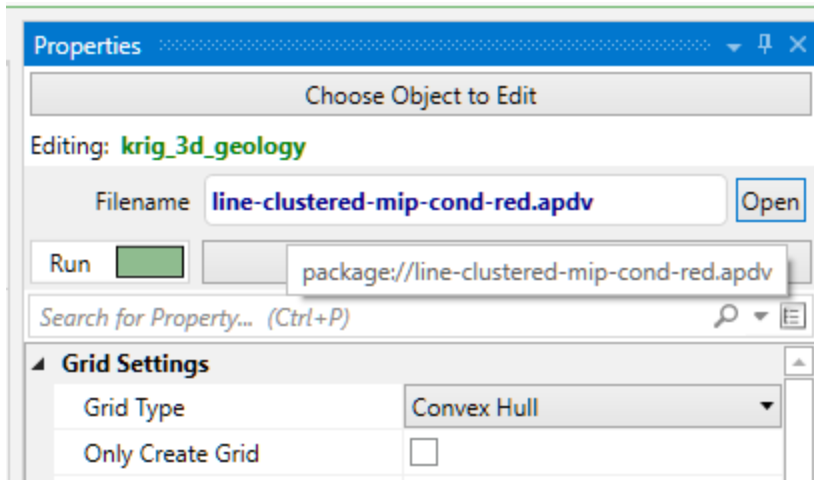 Properties
Choose Object to Edit
Editing: krig_3d_geology
Filename line-clustered-mip-cond-red.apdv Open
Run
package://line-clustered-mip-cond-red.apdv
Search for Property... (Ctrl+P)
Grid Settings
Grid Type Convex Hull
Only Create Grid